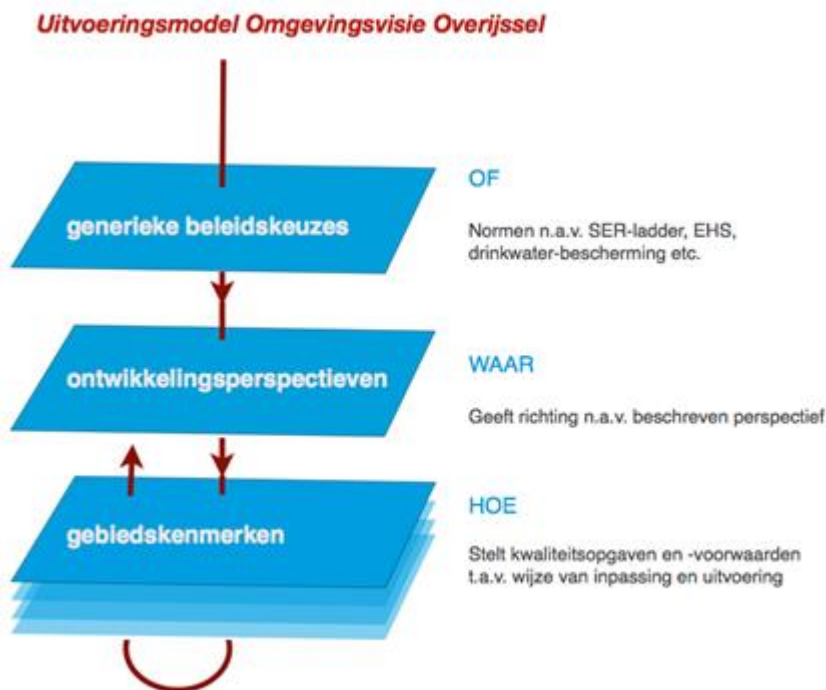 Uitvoeringsmodel Omgevingsvisie Overijssel
generieke beleidskeuzes
OF
Normen n.a.v. SER-ladder, EHS,
drinkwater-bescherming etc.
ontwikkelingsperspectieven
WAAR
Geeft richting n.a.v. beschreven perspectief
gebiedskenmerken
HOE
Stelt kwaliteitsopgaven en -voorwaarden
t.a.v. wijze van inpassing en uitvoering